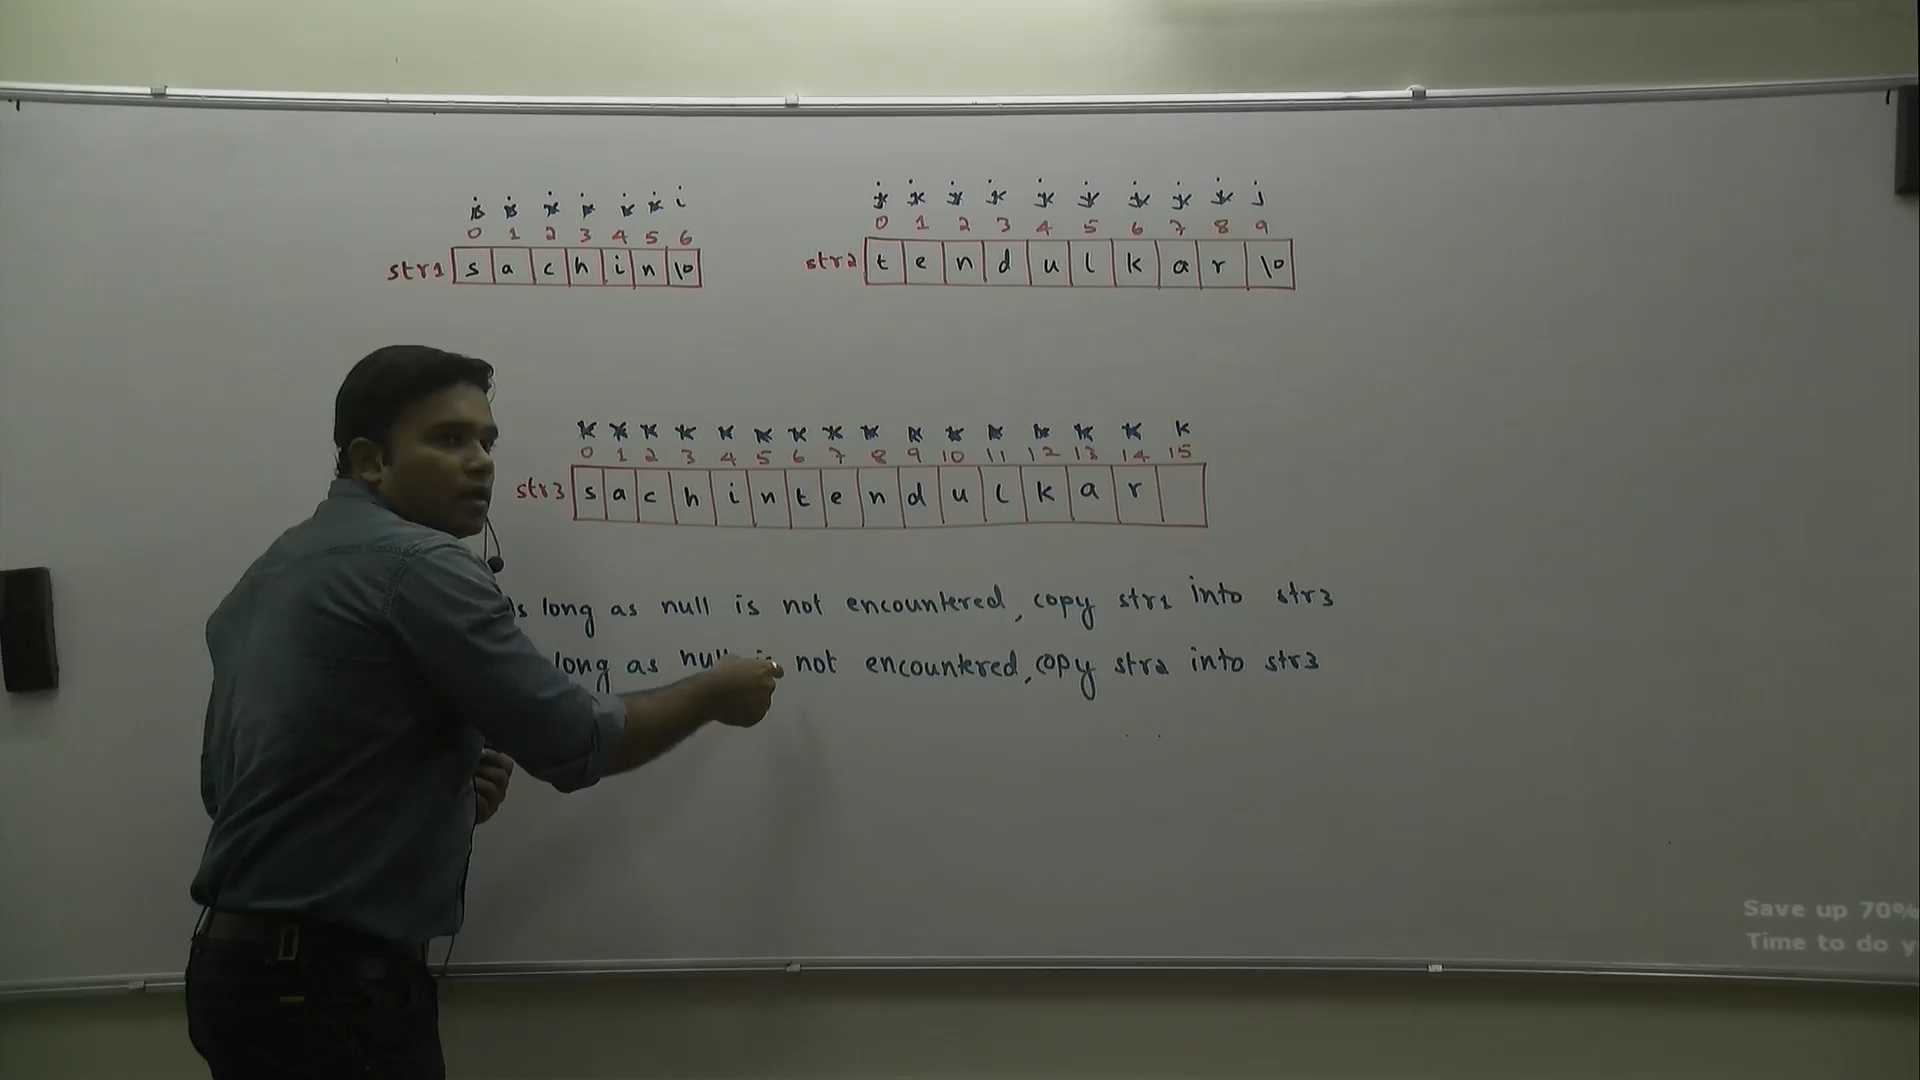 i i i i i i i
0 1 2 3 4 5 6
str1 s a c h i n \0
j j j j j j j j j j
0 1 2 3 4 5 6 7 8 9
str2 t e n d u l k a r \0
k k k k k k k k k k k k k k k k
0 1 2 3 4 5 6 7 8 9 10 11 12 13 14 15
str3 s a c h i n t e n d u l k a r
long as null is not encountered, copy str1 into str3
long as null not encountered, copy str2 into str3
Save up 70%
Time to do y